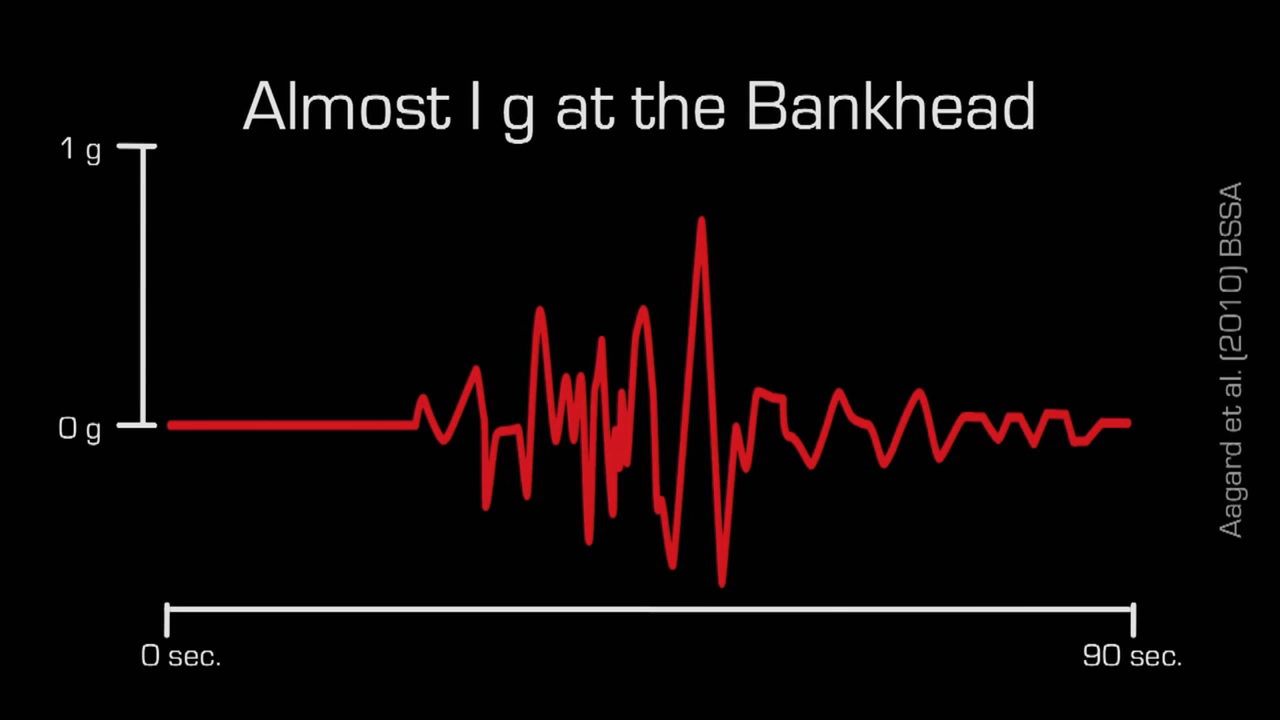 Almost I g at the Bankhead
1 g
0 g
0 sec.
90 sec.
Aagard et al. (2010) BSSA